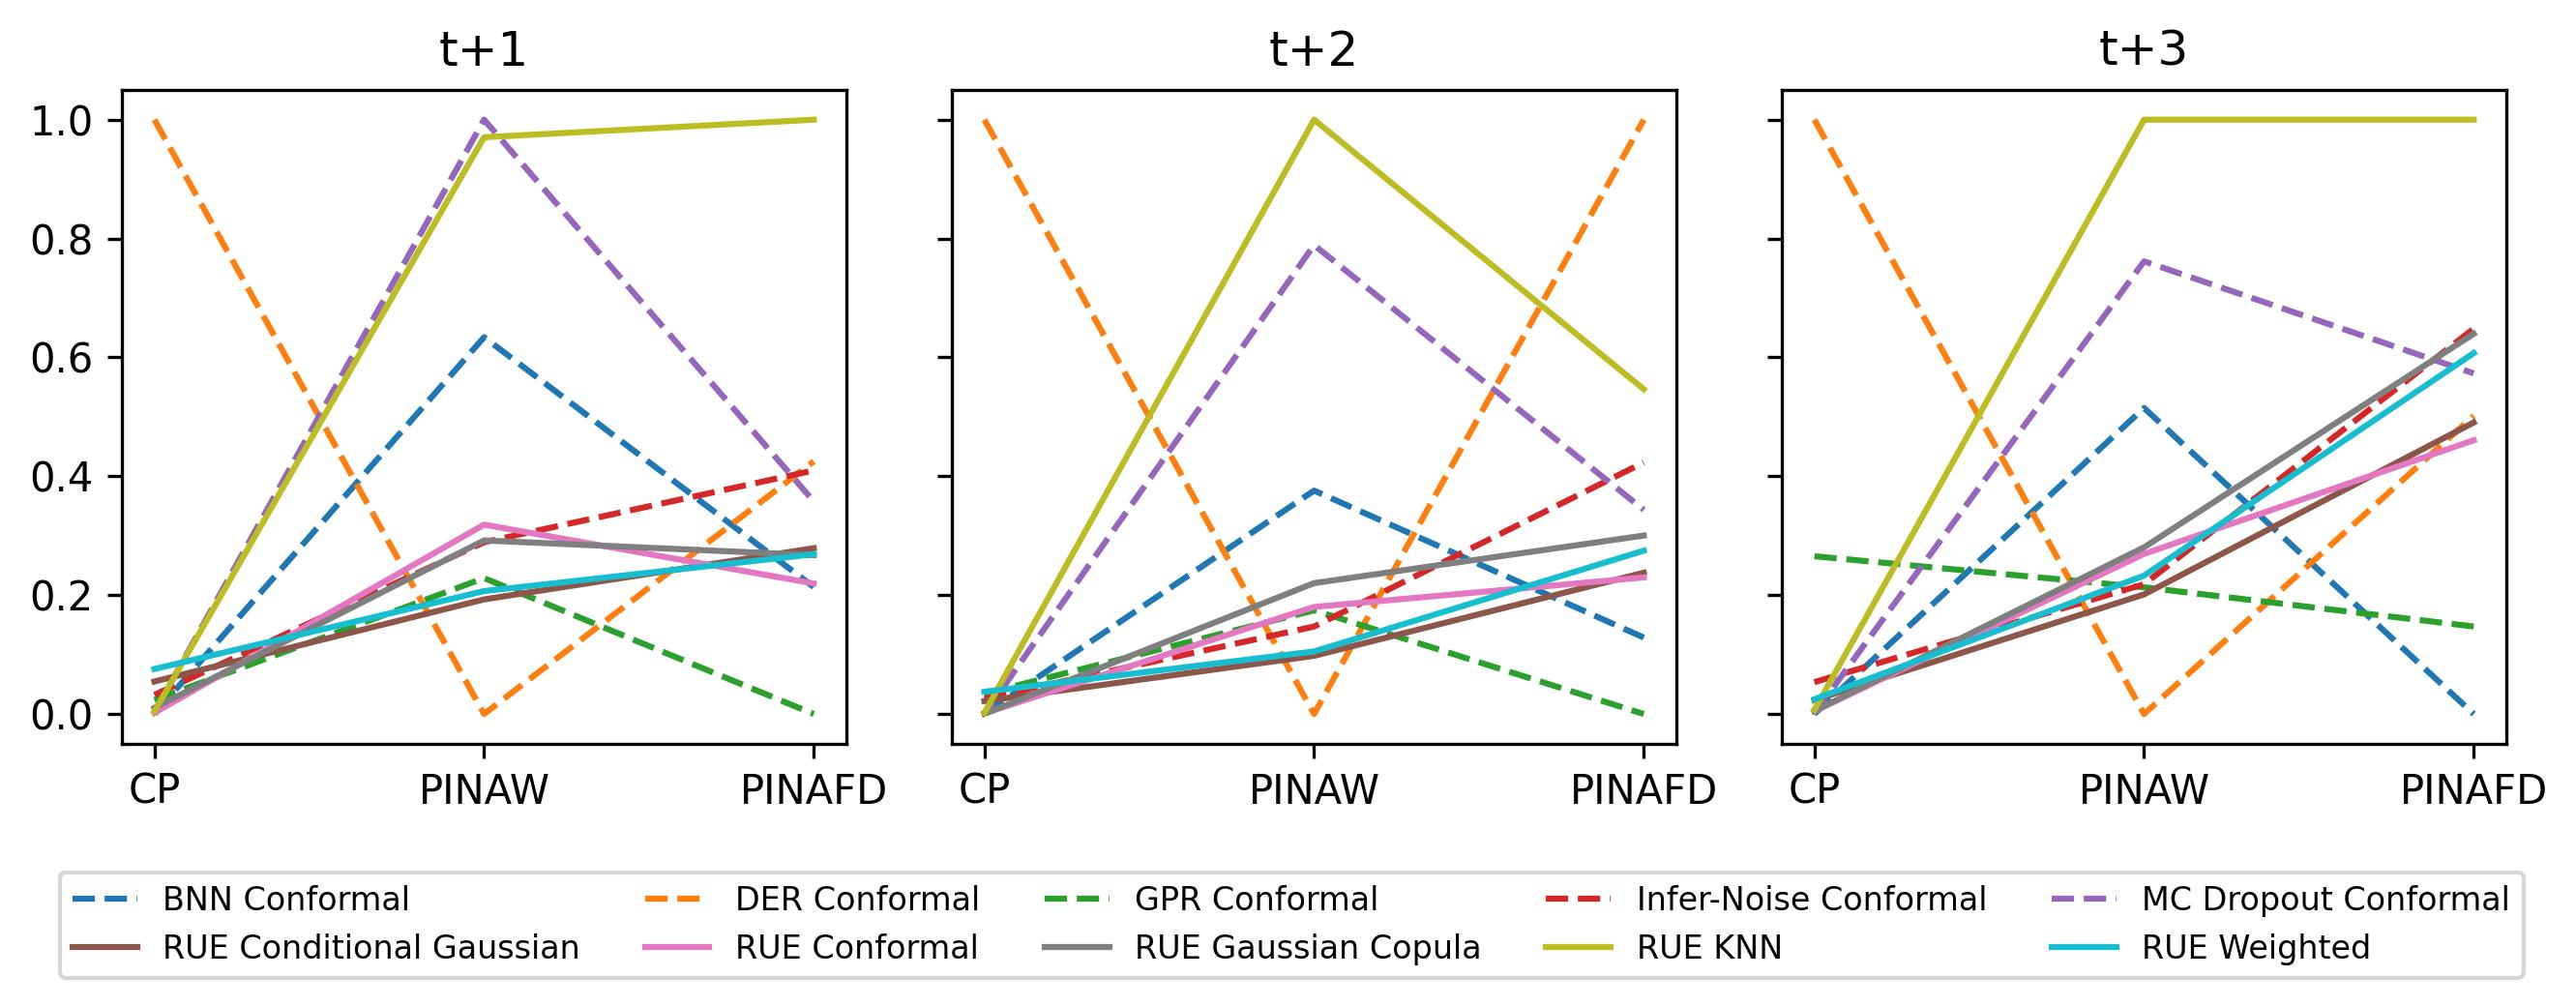 t+1 t+2 t+3
1.0
0.8
0.6
0.4
0.2
0.0
CP PINAW PINAFD CP PINAW PINAFD CP PINAW PINAFD
BNN Conformal DER Conformal GPR Conformal Infer-Noise Conformal MC Dropout Conformal
RUE Conditional Gaussian RUE Conformal RUE Gaussian Copula RUE KNN RUE Weighted